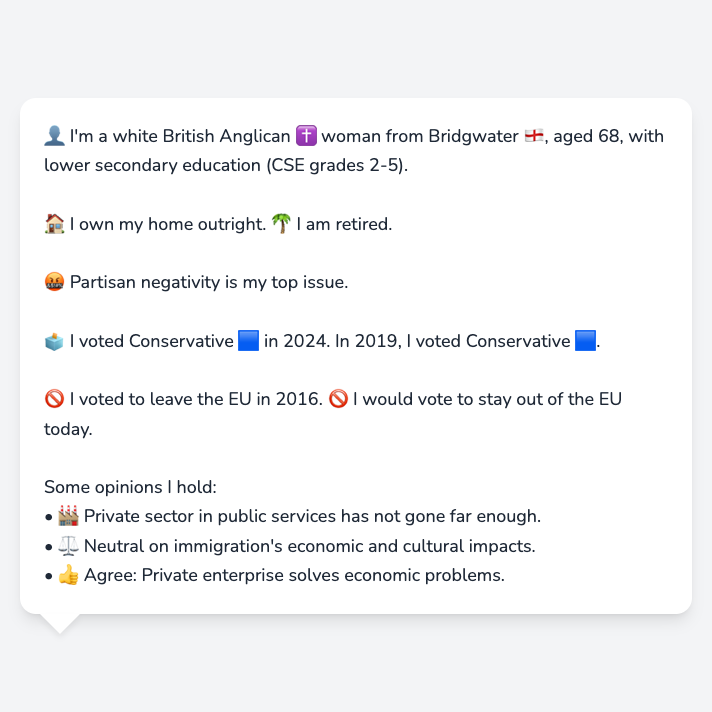 👤 I'm a white British Anglican ✝️ woman from Bridgwater 🏴󠁧󠁢󠁥󠁮󠁧󠁿, aged 68, with
lower secondary education (CSE grades 2-5).
🏠 I own my home outright. 🌴 I am retired.
🤬 Partisan negativity is my top issue.
🗳️ I voted Conservative 🟦 in 2024. In 2019, I voted Conservative 🟦.
🚫 I voted to leave the EU in 2016. 🚫 I would vote to stay out of the EU
today.
Some opinions I hold:
• 🏭 Private sector in public services has not gone far enough.
• ⚖️ Neutral on immigration's economic and cultural impacts.
• 👍 Agree: Private enterprise solves economic problems.